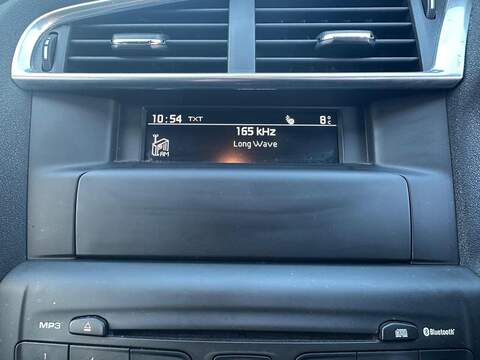 10:54 TXT 8°C
165 kHz
Long Wave
AM
MP3
Bluetooth